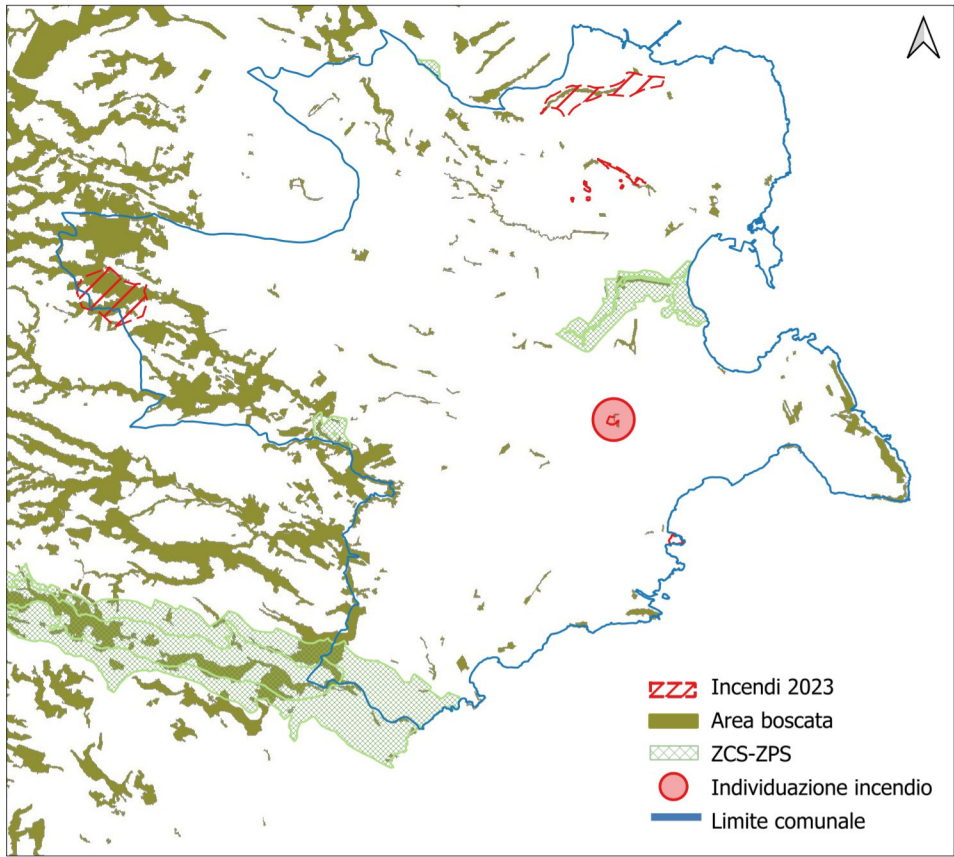 Incendi 2023
Area boscata
ZCS-ZPS
Individuazione incendio
Limite comunale